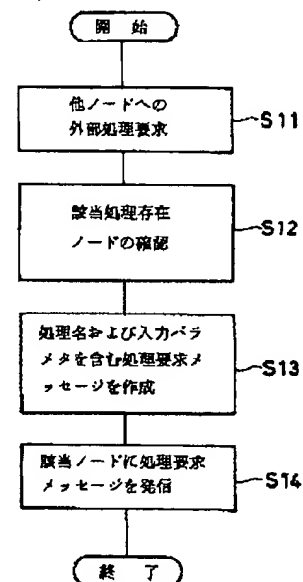 開 始
他ノードへの
外部処理要求
S11
該当処理存在
ノードの確認
S12
処理名および入力パラ
メタを含む処理要求メ
ッセージを作成
S13
該当ノードに処理要求
メッセージを発信
S14
終 了